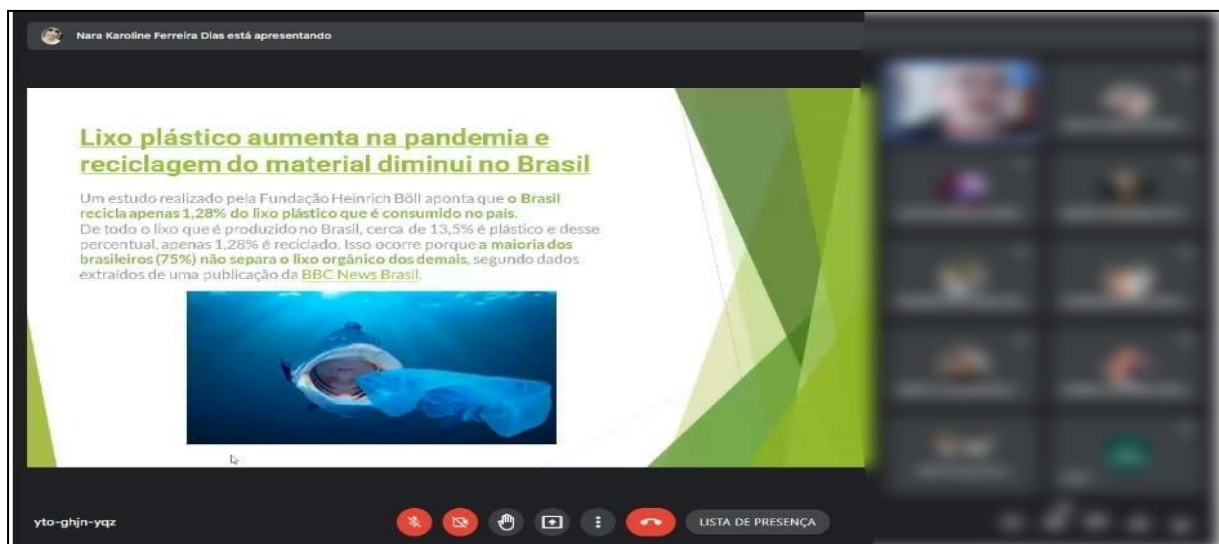 Nara Karoline Ferreira Dias está apresentando
Lixo plástico aumenta na pandemia e
reciclagem do material diminui no Brasil
Um estudo realizado pela Fundação Heinrich Böll aponta que o Brasil
recicla apenas 1,28% do lixo plástico que é consumido no país.
De todo o lixo que é produzido no Brasil, cerca de 13,5% é plástico e desse
percentual, apenas 1,28% é reciclado. Isso ocorre porque a maioria dos
brasileiros (75%) não separa o lixo orgânico dos demais, segundo dados
extraídos de uma publicação da BBC News Brasil.
yto-ghjn-yqz
LISTA DE PRESENÇA